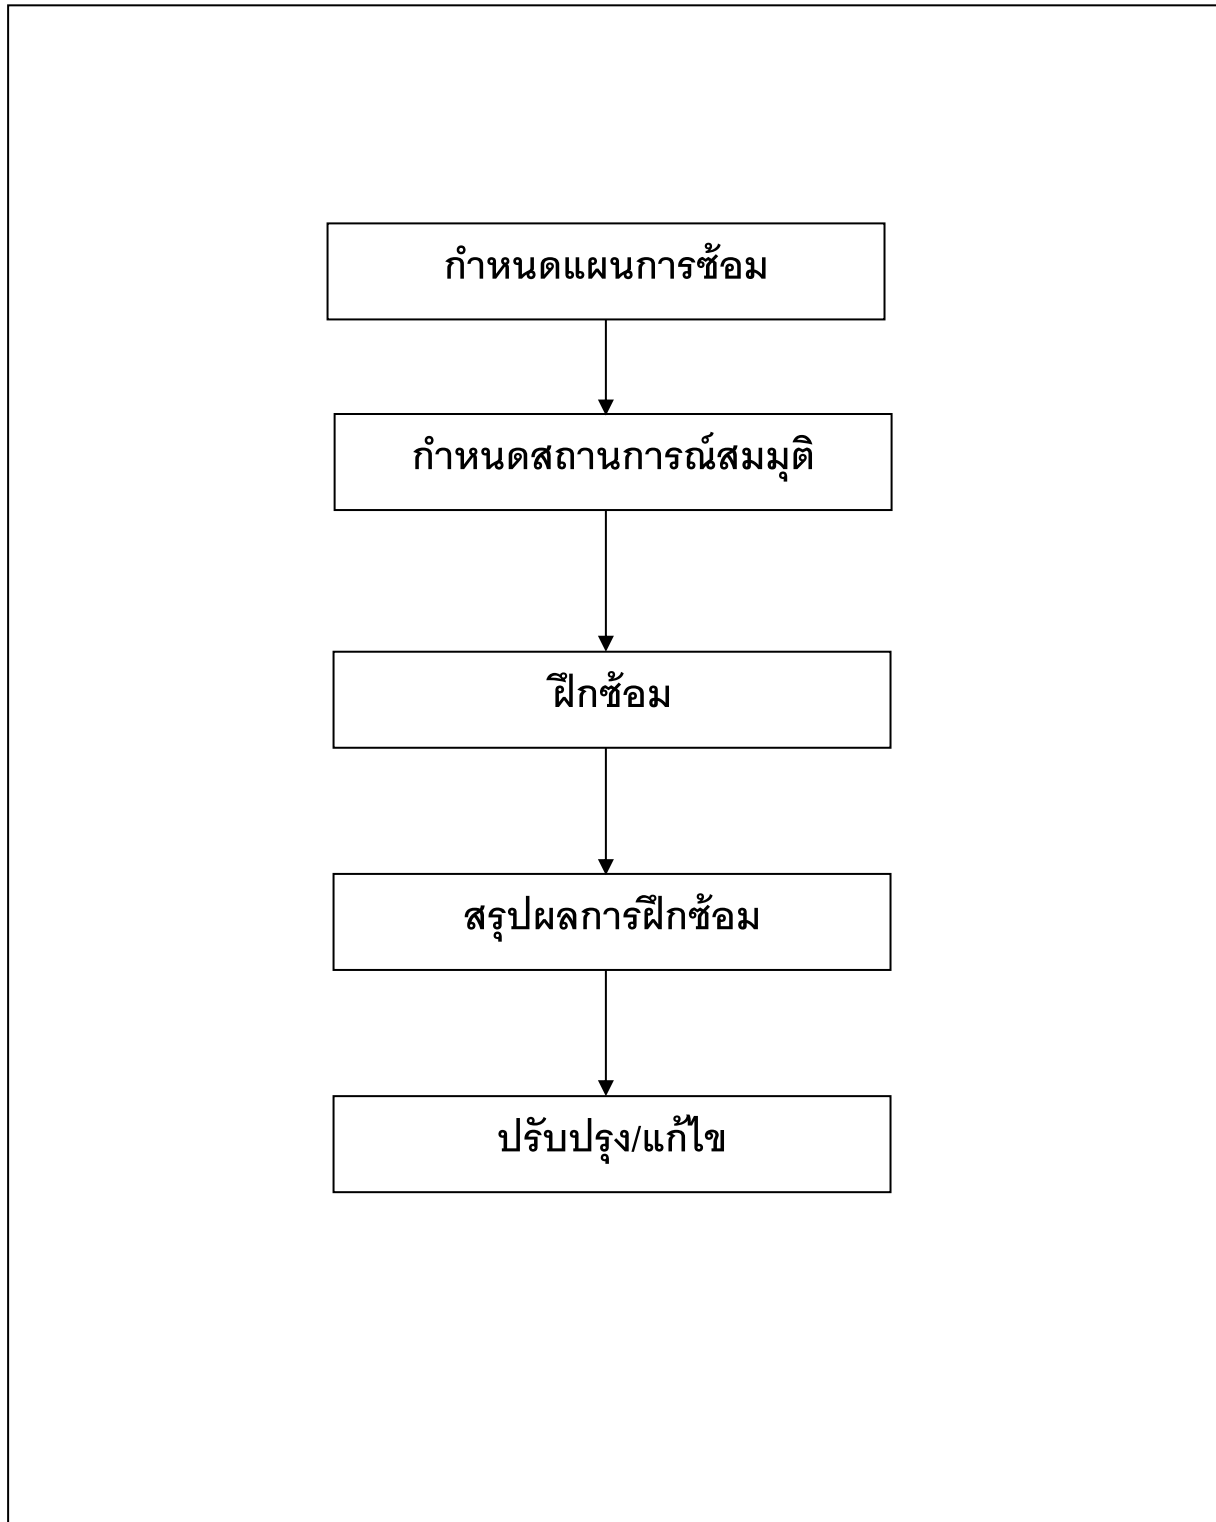 กำหนดแผนการซ้อม
กำหนดสถานการณ์สมมุติ
ฝึกซ้อม
สรุปผลการฝึกซ้อม
ปรับปรุง/แก้ไข